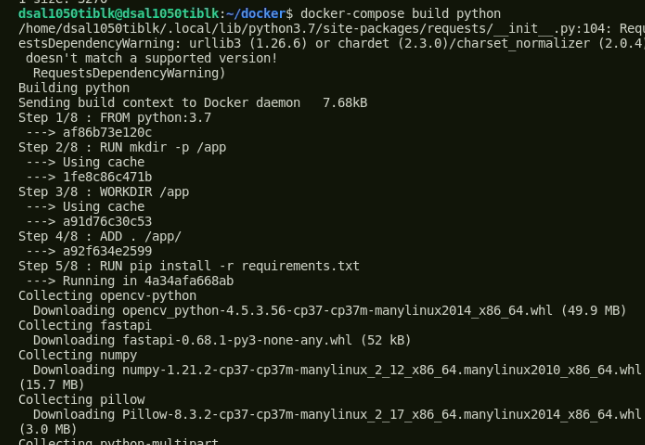 1 size: 5270
dsal1050tiblk@dsal1050tiblk:~/docker$ docker-compose build python
/home/dsal1050tiblk/.local/lib/python3.7/site-packages/requests/__init__.py:104: Requ
estsDependencyWarning: urllib3 (1.26.6) or chardet (2.3.0)/charset_normalizer (2.0.4)
 doesn't match a supported version!
  RequestsDependencyWarning)
Building python
Sending build context to Docker daemon   7.68kB
Step 1/8 : FROM python:3.7
 ---> af86b73e120c
Step 2/8 : RUN mkdir -p /app
 ---> Using cache
 ---> 1fe8c86c471b
Step 3/8 : WORKDIR /app
 ---> Using cache
 ---> a91d76c30c53
Step 4/8 : ADD . /app/
 ---> a92f634e2599
Step 5/8 : RUN pip install -r requirements.txt
 ---> Running in 4a34afa668ab
Collecting opencv-python
  Downloading opencv_python-4.5.3.56-cp37-cp37m-manylinux2014_x86_64.whl (49.9 MB)
Collecting fastapi
  Downloading fastapi-0.68.1-py3-none-any.whl (52 kB)
Collecting numpy
  Downloading numpy-1.21.2-cp37-cp37m-manylinux_2_12_x86_64.manylinux2010_x86_64.whl
(15.7 MB)
Collecting pillow
  Downloading Pillow-8.3.2-cp37-cp37m-manylinux_2_17_x86_64.manylinux2014_x86_64.whl
(3.0 MB)
Collecting python-multipart